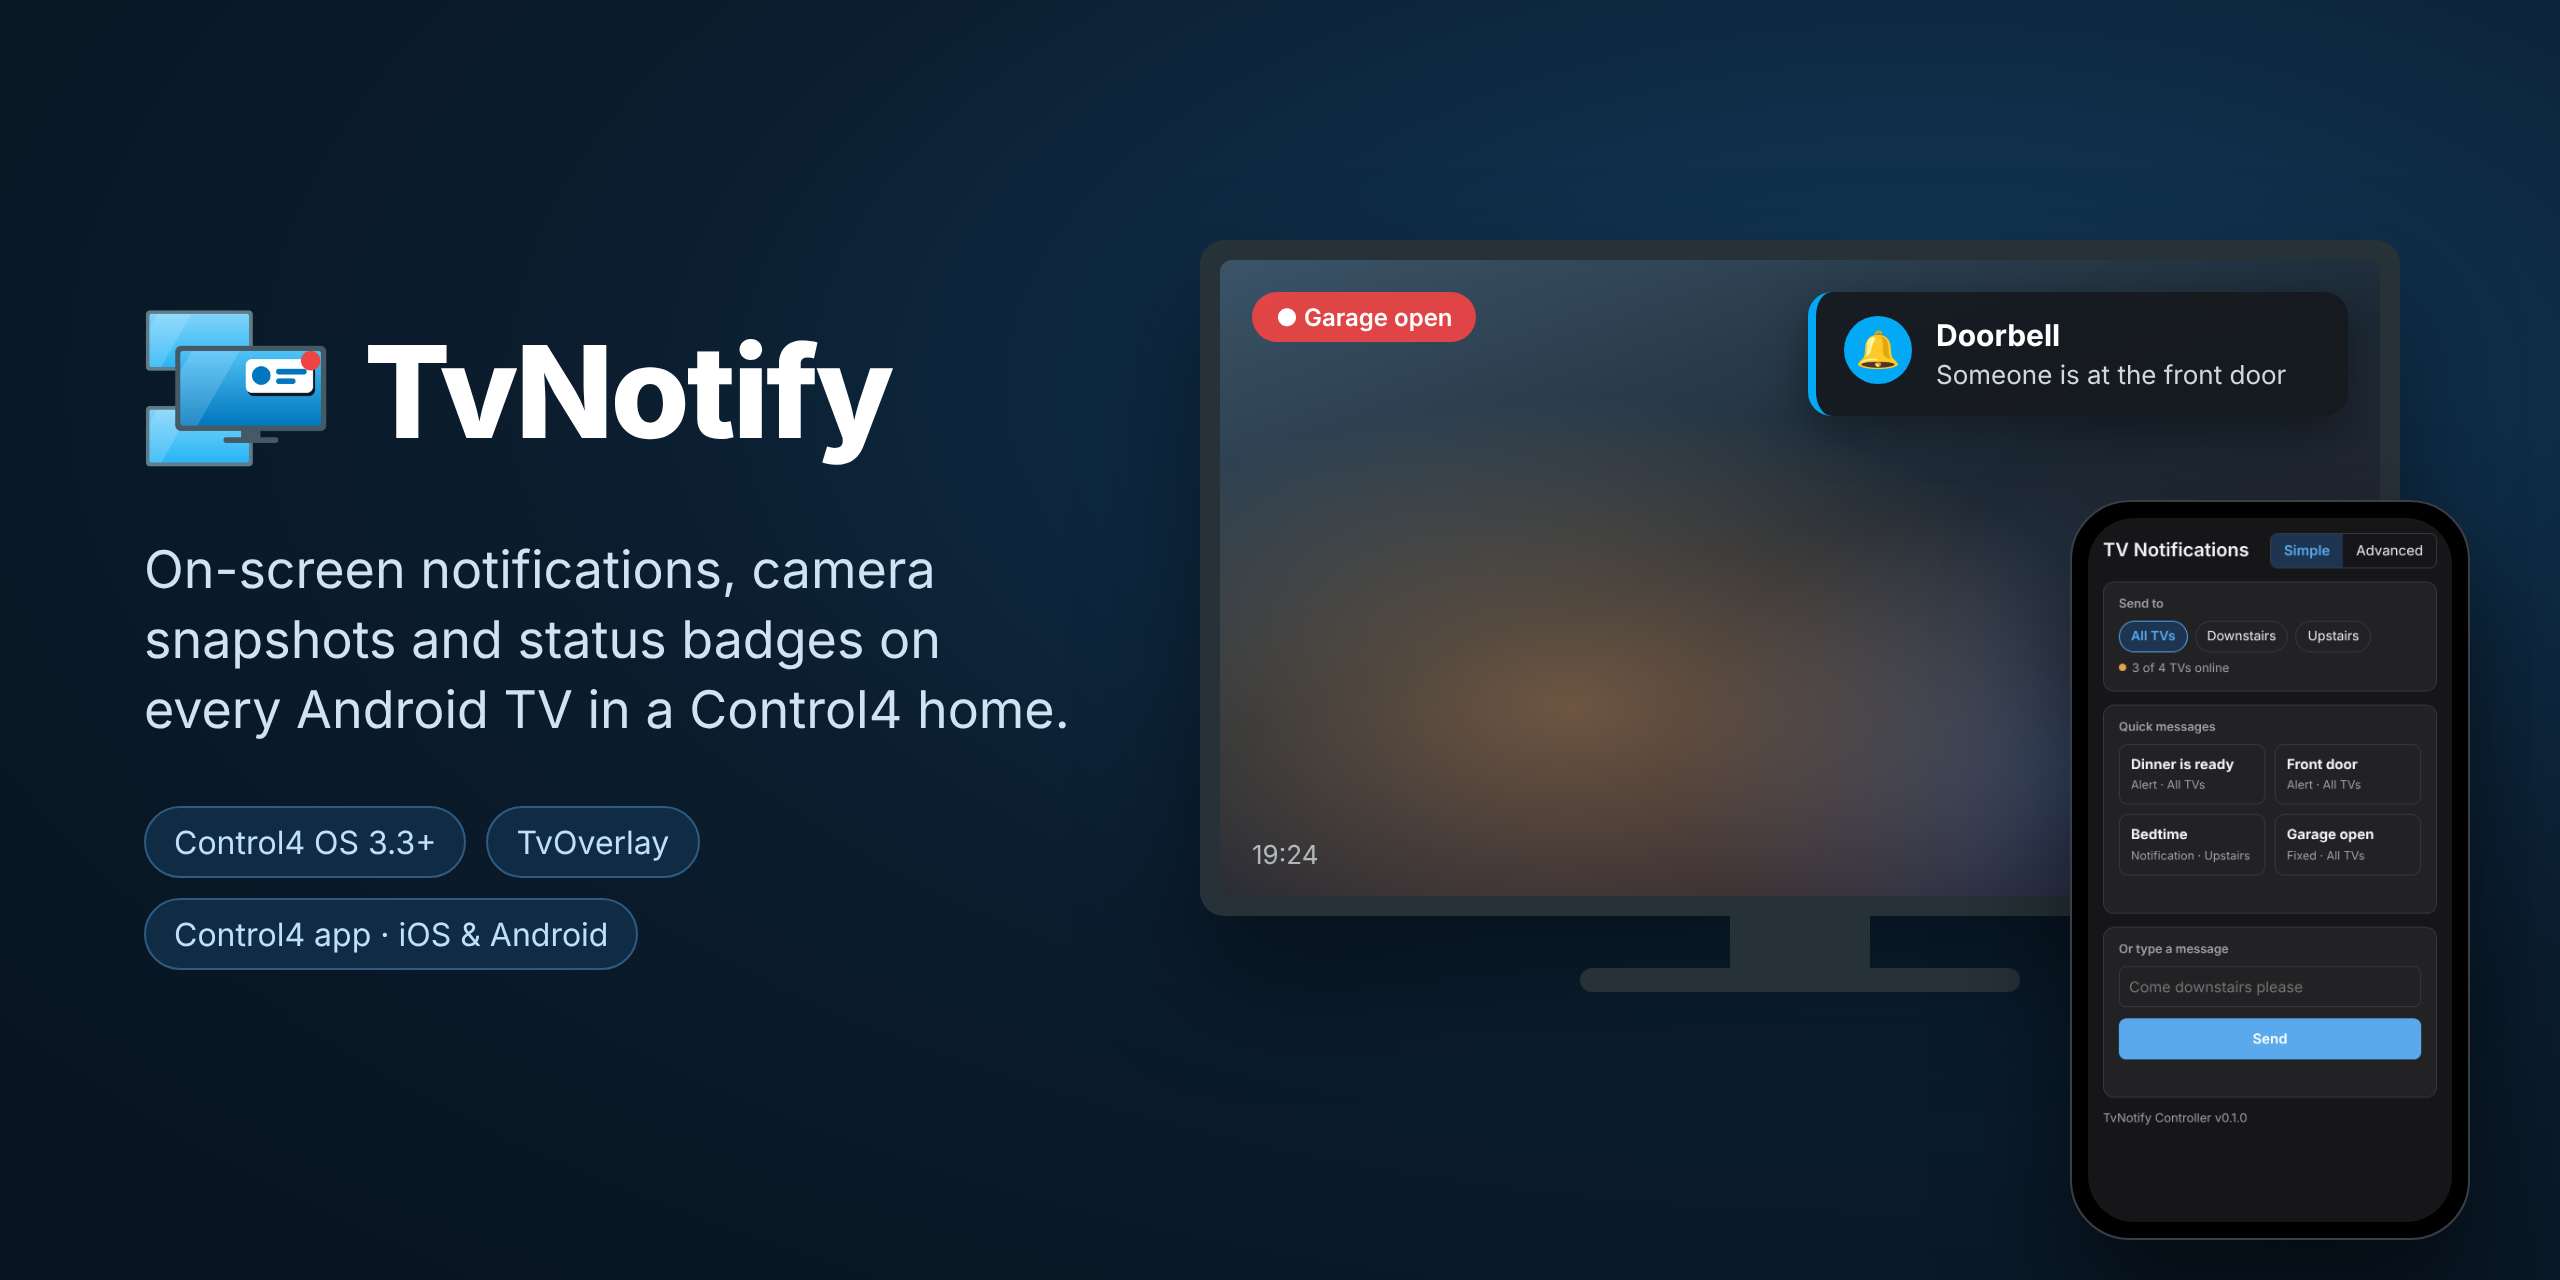 TvNotify
On-screen notifications, camera
snapshots and status badges on
every Android TV in a Control4 home.
Control4 OS 3.3+
TvOverlay
Control4 app · iOS & Android
Garage open
Doorbell
Someone is at the front door
19:24
TV Notifications
Simple
Advanced
Send to
All TVs
Downstairs
Upstairs
3 of 4 TVs online
Quick messages
Dinner is ready
Alert · All TVs
Front door
Alert · All TVs
Bedtime
Notification · Upstairs
Garage open
Fixed · All TVs
Or type a message
Come downstairs please
Send
TvNotify Controller v0.1.0